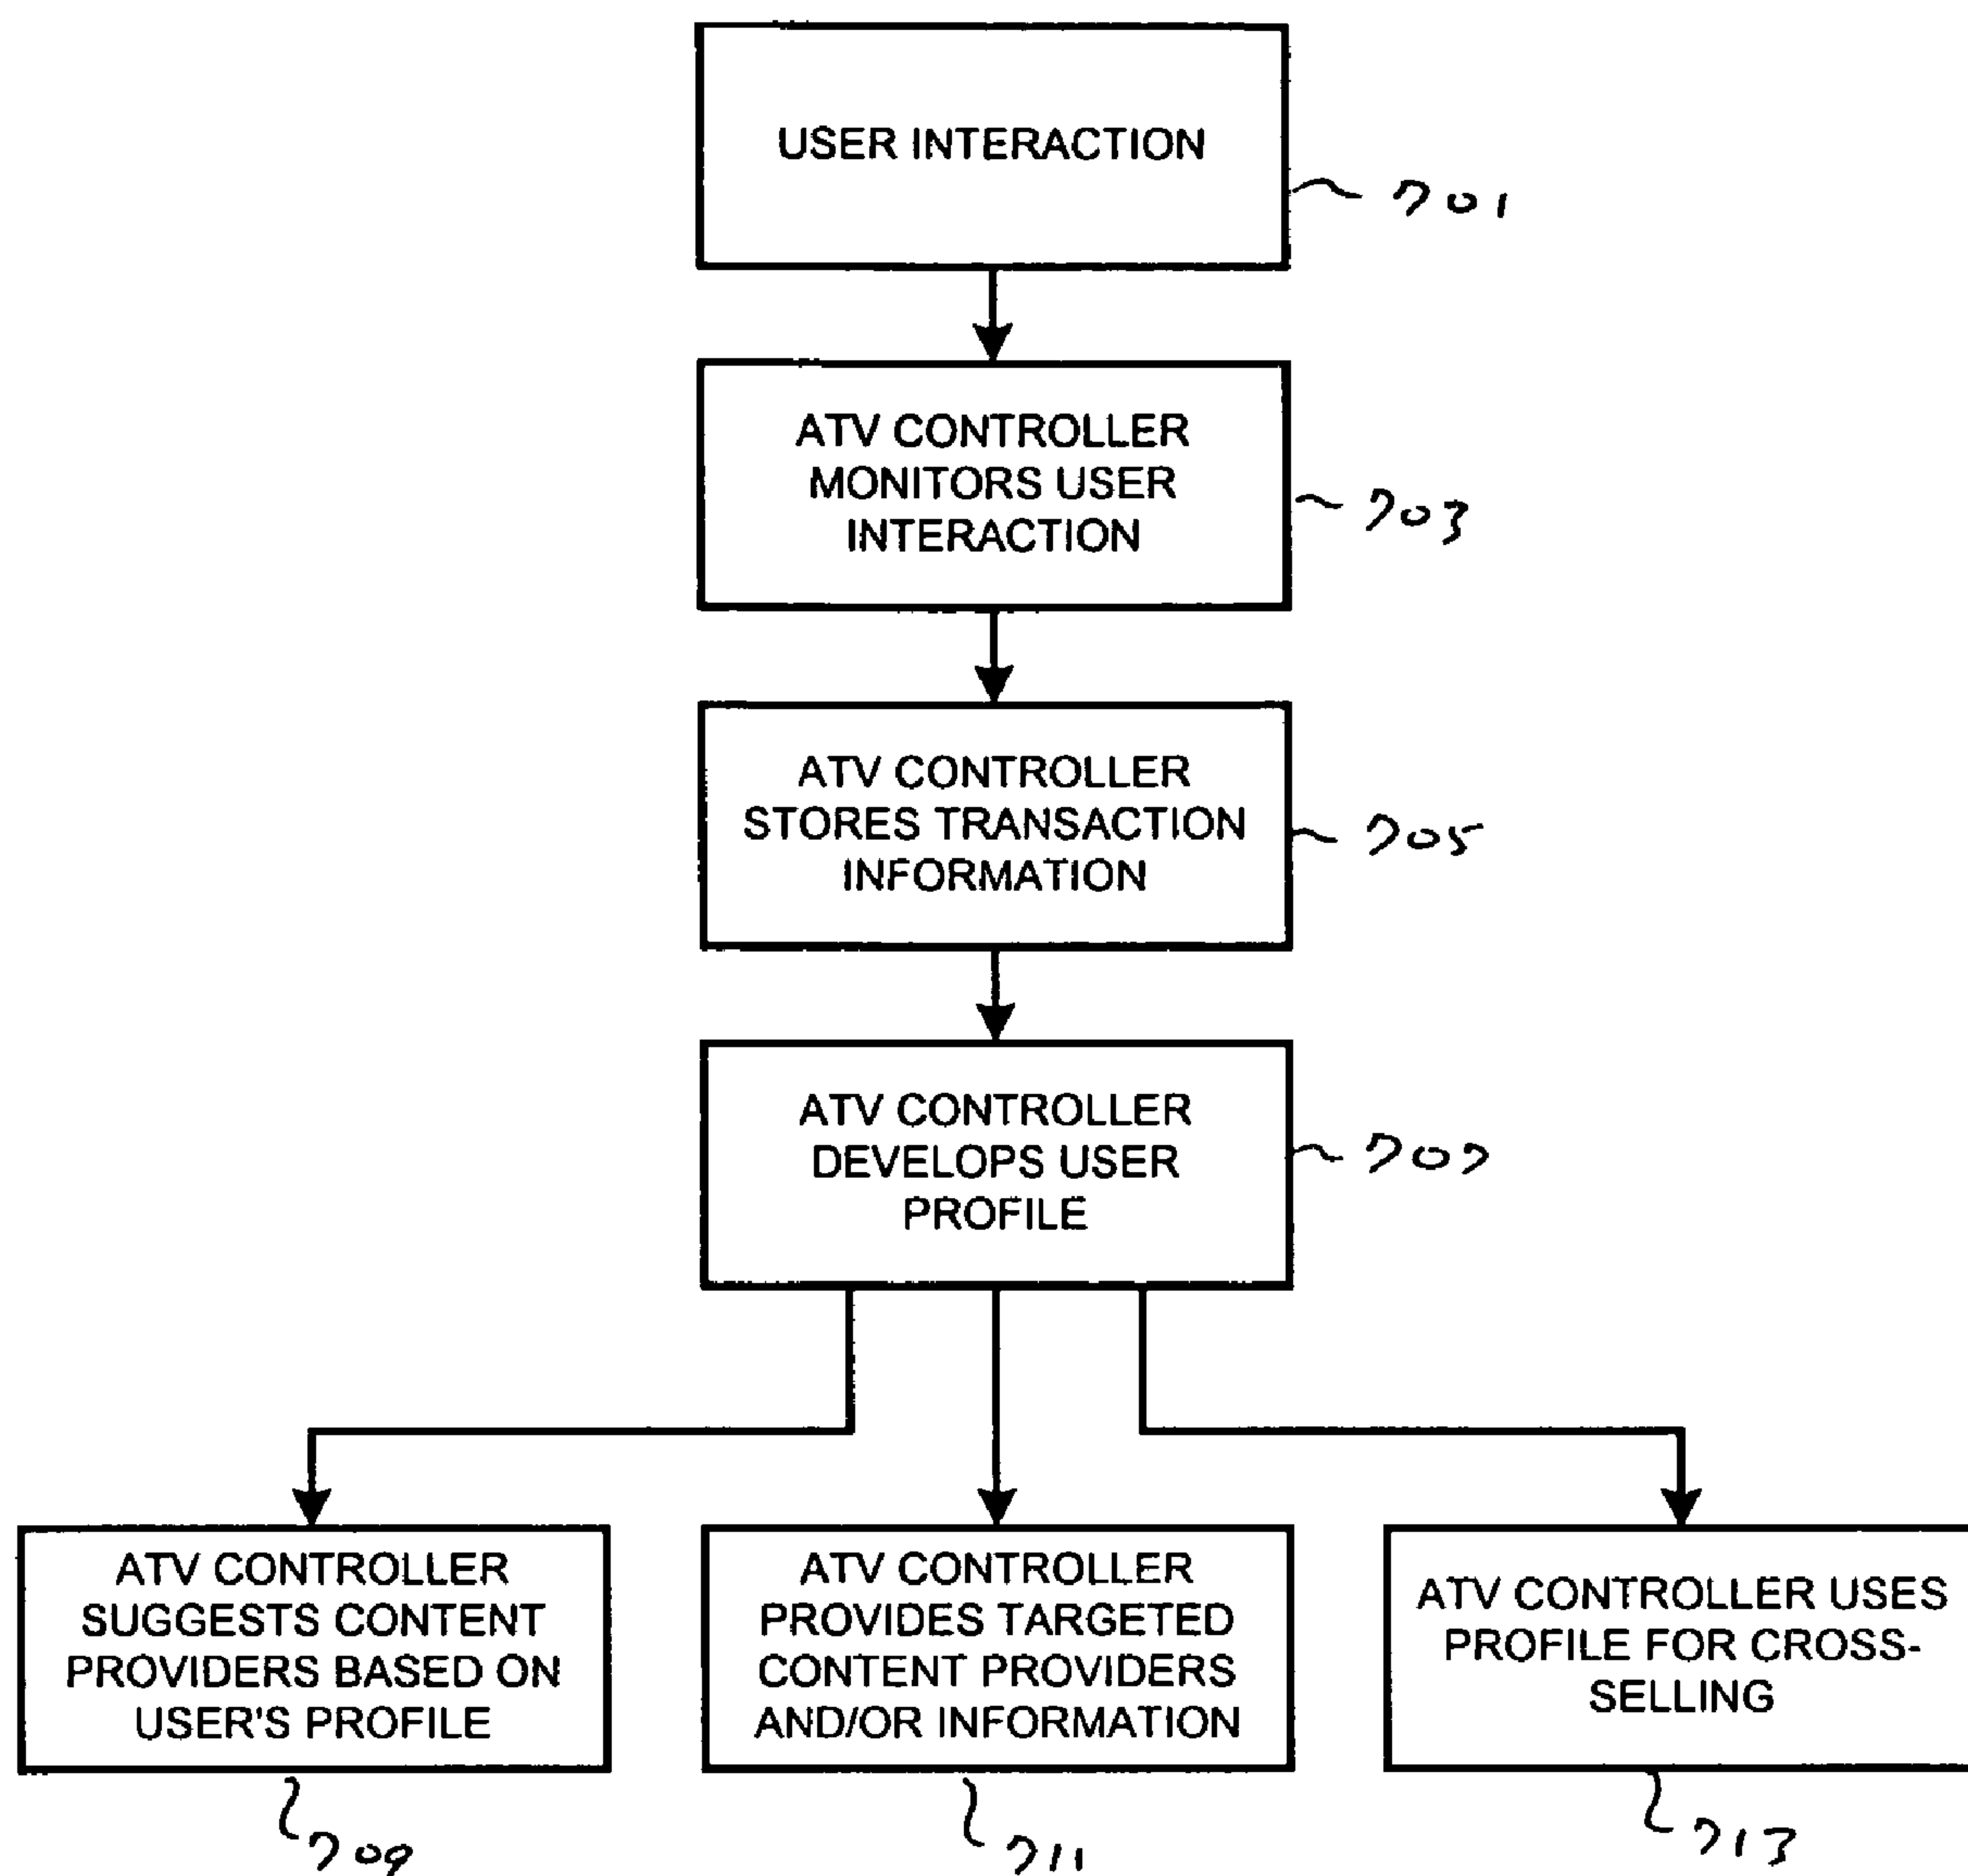 USER INTERACTION
701
ATV CONTROLLER
MONITORS USER
INTERACTION
703
ATV CONTROLLER
STORES TRANSACTION
INFORMATION
705
ATV CONTROLLER
DEVELOPS USER
PROFILE
707
ATV CONTROLLER
SUGGESTS CONTENT
PROVIDERS BASED ON
USER'S PROFILE
709
ATV CONTROLLER
PROVIDES TARGETED
CONTENT PROVIDERS
AND/OR INFORMATION
711
ATV CONTROLLER USES
PROFILE FOR CROSS-
SELLING
713